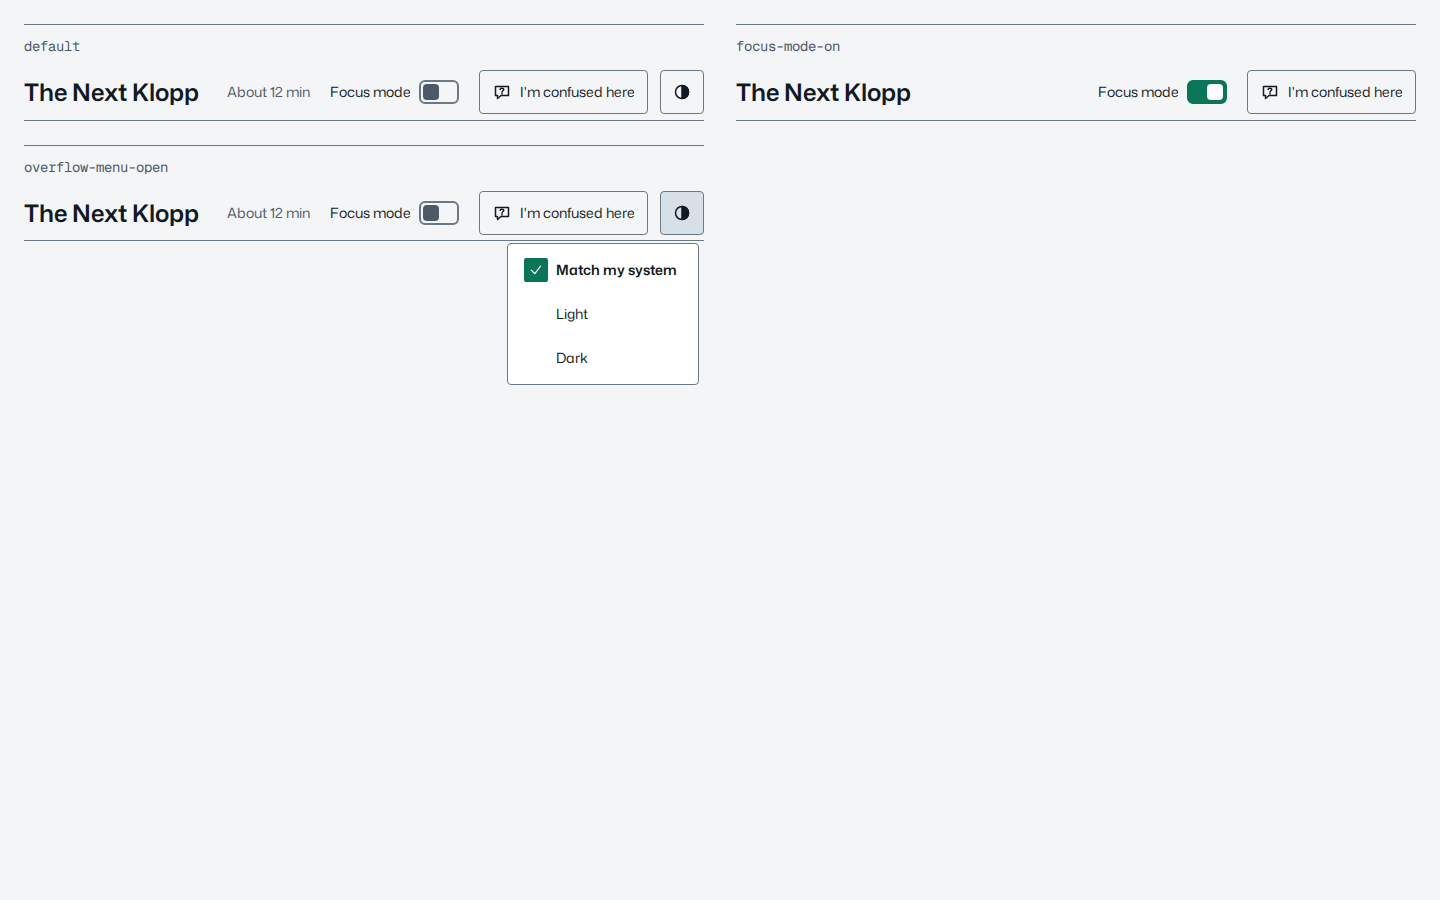 default
The Next Klopp About 12 min Focus mode I'm confused here
focus-mode-on
The Next Klopp Focus mode I'm confused here
overflow-menu-open
The Next Klopp About 12 min Focus mode I'm confused here
Match my system
Light
Dark